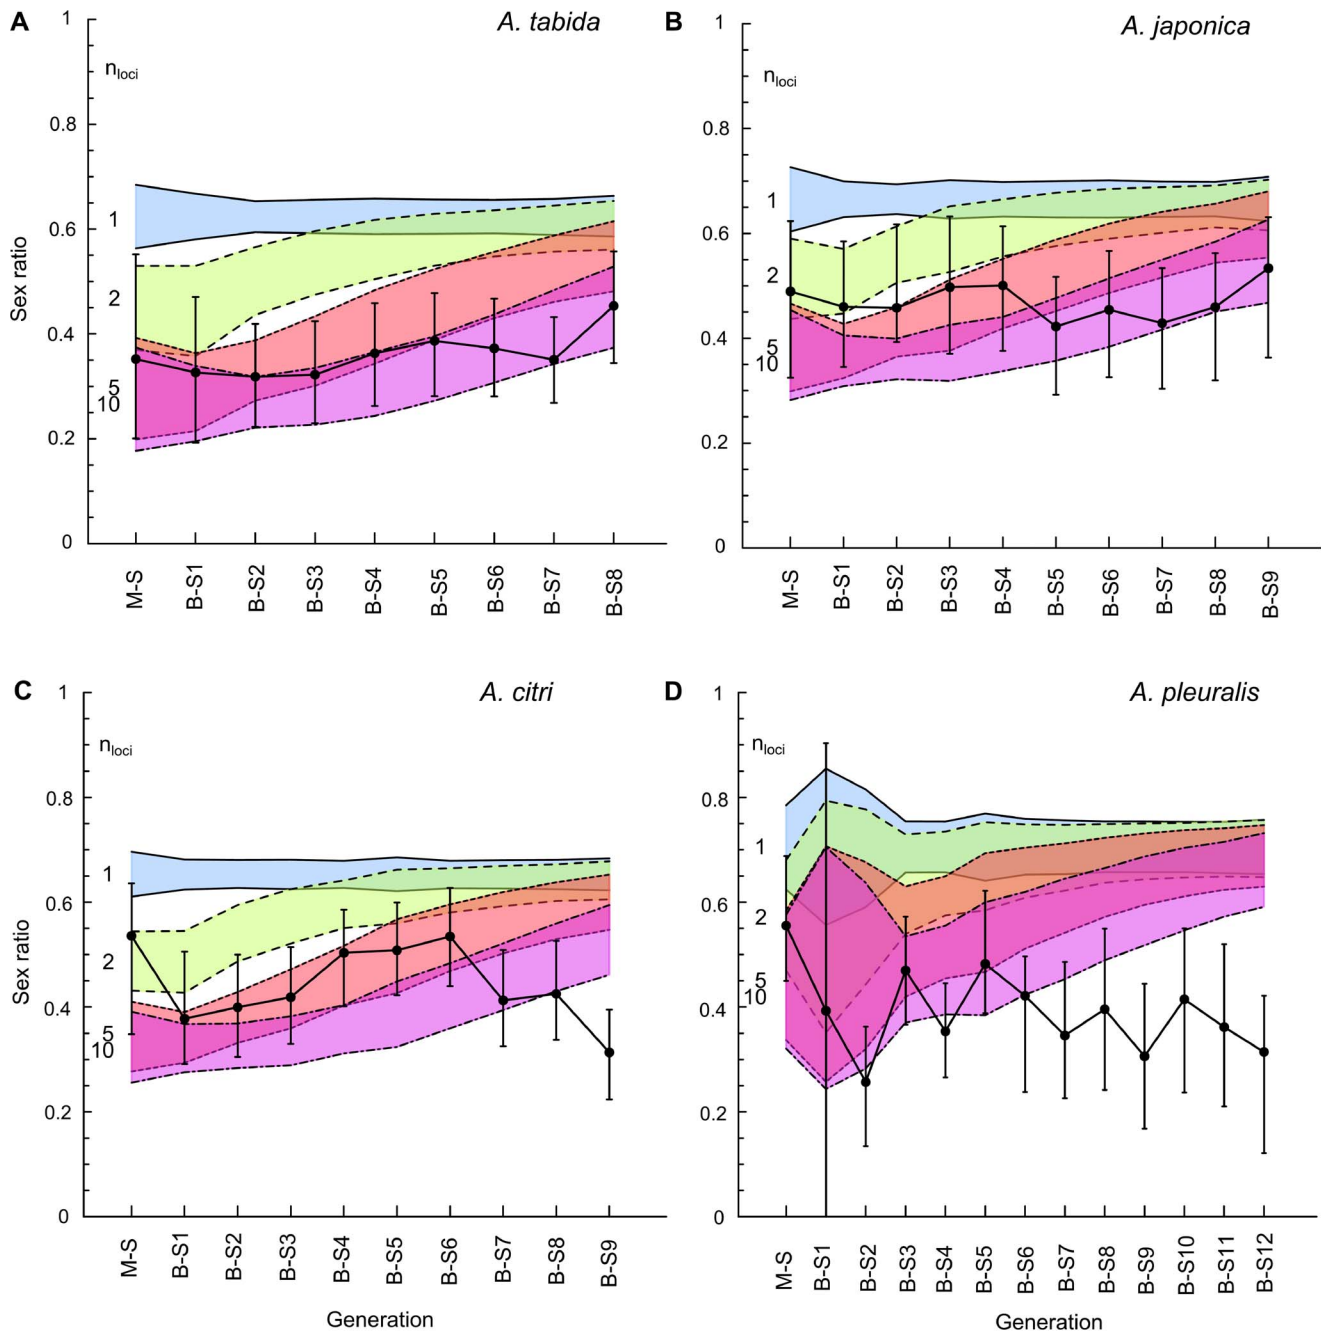 A
A. tabida
n_loci
1
0.8
0.6
0.4
0.2
0
1
2
5
10
Sex ratio
M-S
B-S1
B-S2
B-S3
B-S4
B-S5
B-S6
B-S7
B-S8
B
A. japonica
n_loci
1
0.8
0.6
0.4
0.2
0
1
2
5
10
M-S
B-S1
B-S2
B-S3
B-S4
B-S5
B-S6
B-S7
B-S8
B-S9
C
A. citri
n_loci
1
0.8
0.6
0.4
0.2
0
1
2
5
10
Sex ratio
M-S
B-S1
B-S2
B-S3
B-S4
B-S5
B-S6
B-S7
B-S8
B-S9
Generation
D
A. pleuralis
n_loci
1
0.8
0.6
0.4
0.2
0
1
2
5
10
M-S
B-S1
B-S2
B-S3
B-S4
B-S5
B-S6
B-S7
B-S8
B-S9
B-S10
B-S11
B-S12
Generation